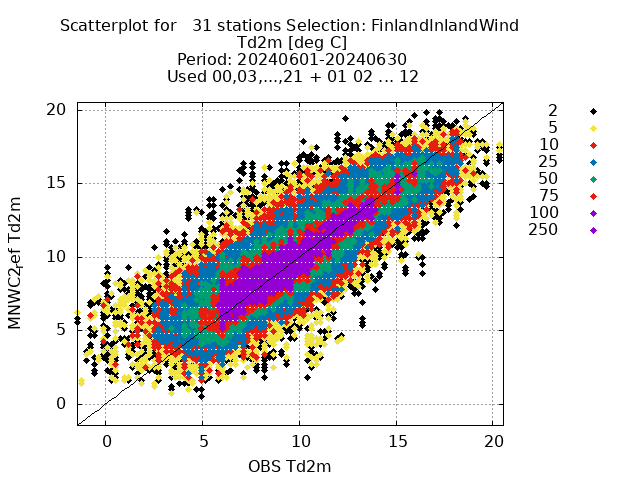 Scatterplot for   31 stations Selection: FinlandInlandWind
Td2m [deg C]
Period: 20240601-20240630
Used 00,03,...,21 + 01 02 ... 12
2
5
10
25
50
75
100
250
20
15
10
5
0
MNWC2ref Td2m
0 5 10 15 20
OBS Td2m